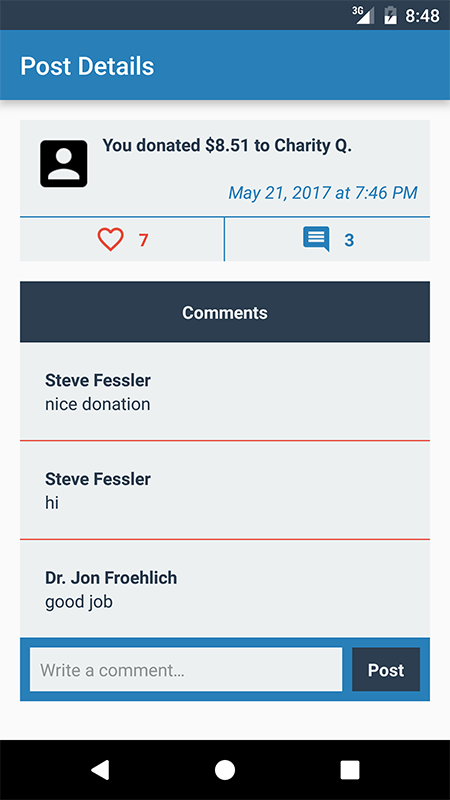 3G 8:48
Post Details
You donated $8.51 to Charity Q.
May 21, 2017 at 7:46 PM
7 3
Comments
Steve Fessler
nice donation
Steve Fessler
hi
Dr. Jon Froehlich
good job
Write a comment... Post